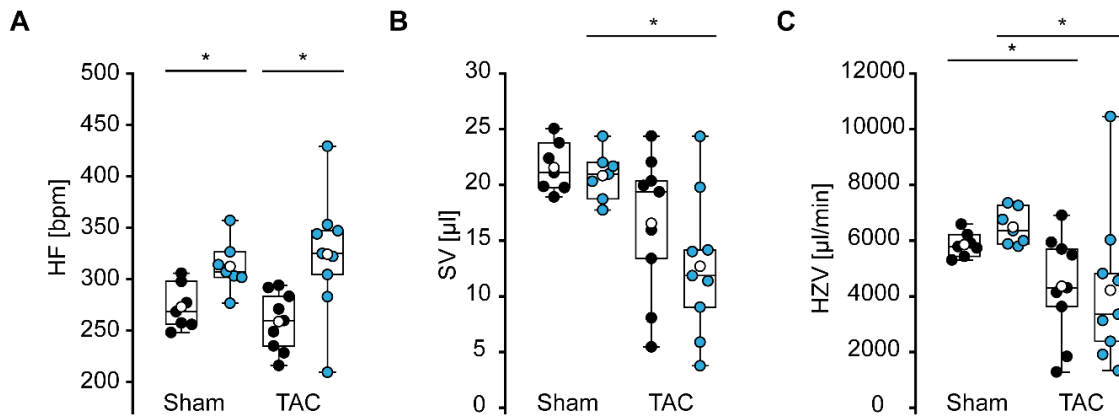 A
*
*
HF [bpm]
500
450
400
350
300
250
200
Sham
TAC
B
*
SV [µl]
30
25
20
15
10
5
0
Sham
TAC
C
*
*
HZV [µl/min]
12000
10000
8000
6000
4000
2000
0
Sham
TAC